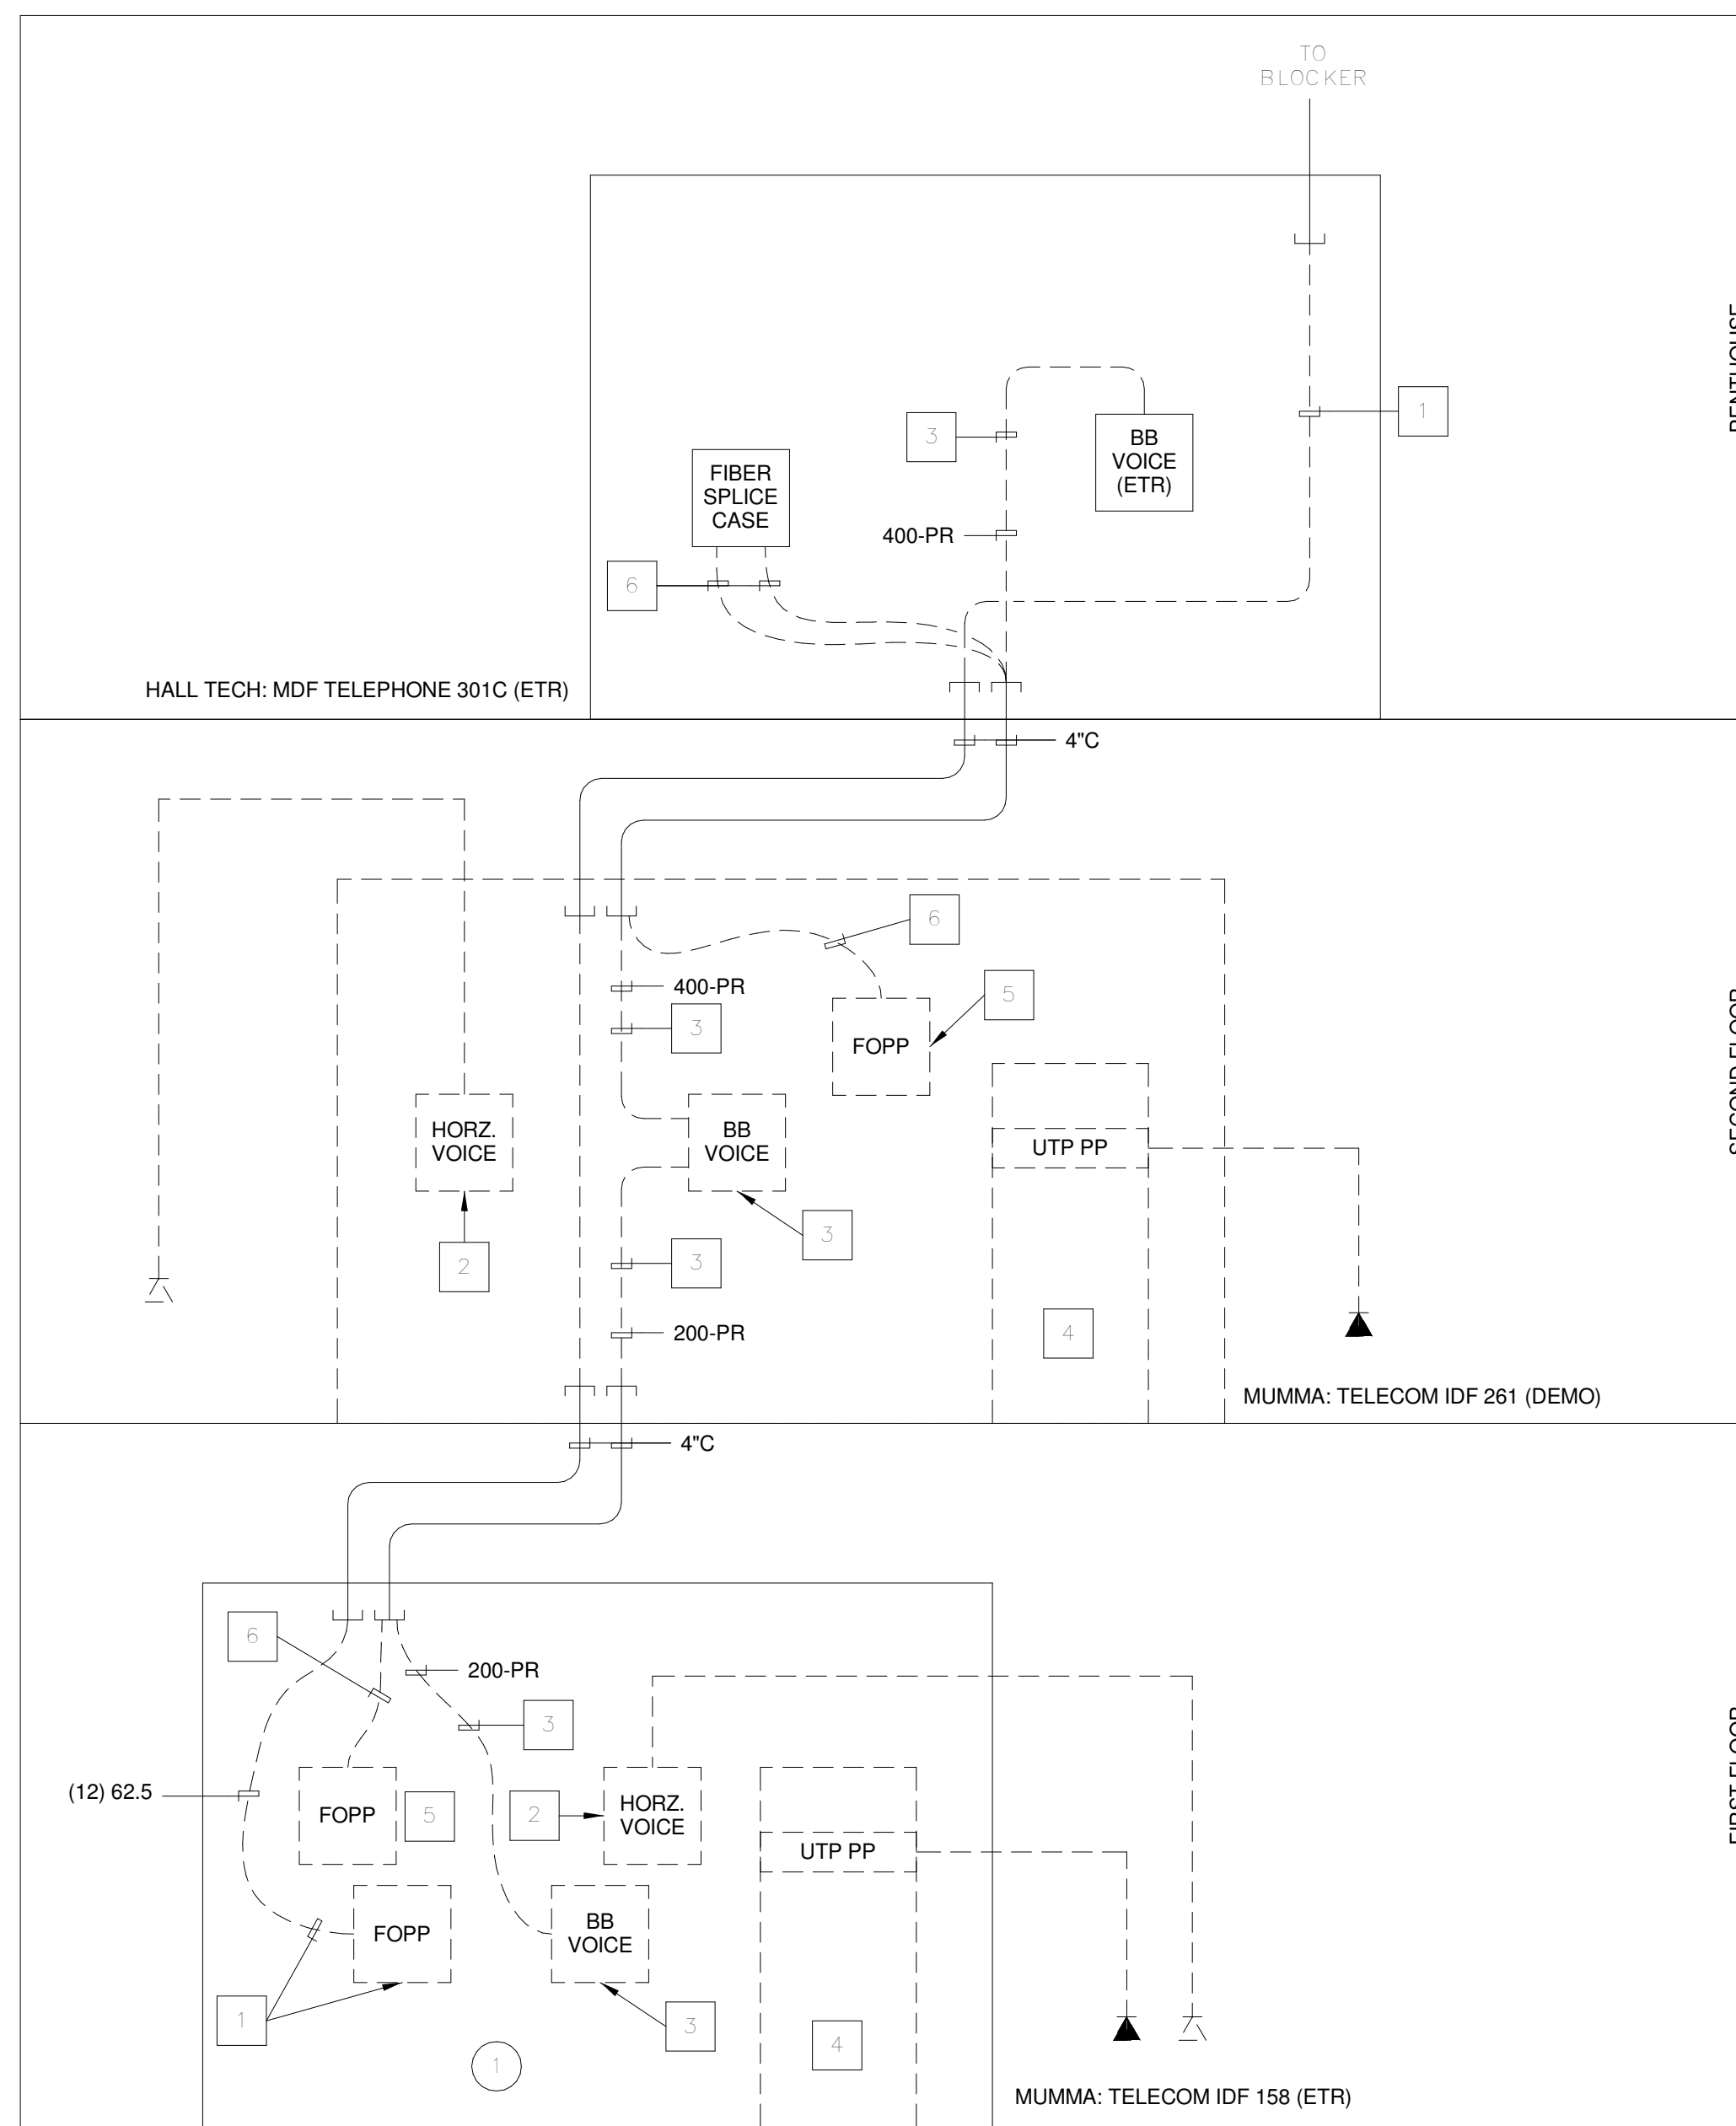 TO
BLOCKER
1
3
BB
VOICE
(ETR)
FIBER
SPLICE
CASE
400-PR
6
HALL TECH: MDF TELEPHONE 301C (ETR)
4"C
6
400-PR
5
3
FOPP
HORZ.
VOICE
BB
VOICE
UTP PP
3
2
3
200-PR
4
MUMMA: TELECOM IDF 261 (DEMO)
4"C
6
200-PR
3
(12) 62.5
FOPP
5
2
HORZ.
VOICE
UTP PP
FOPP
BB
VOICE
1
3
4
1
MUMMA: TELECOM IDF 158 (ETR)